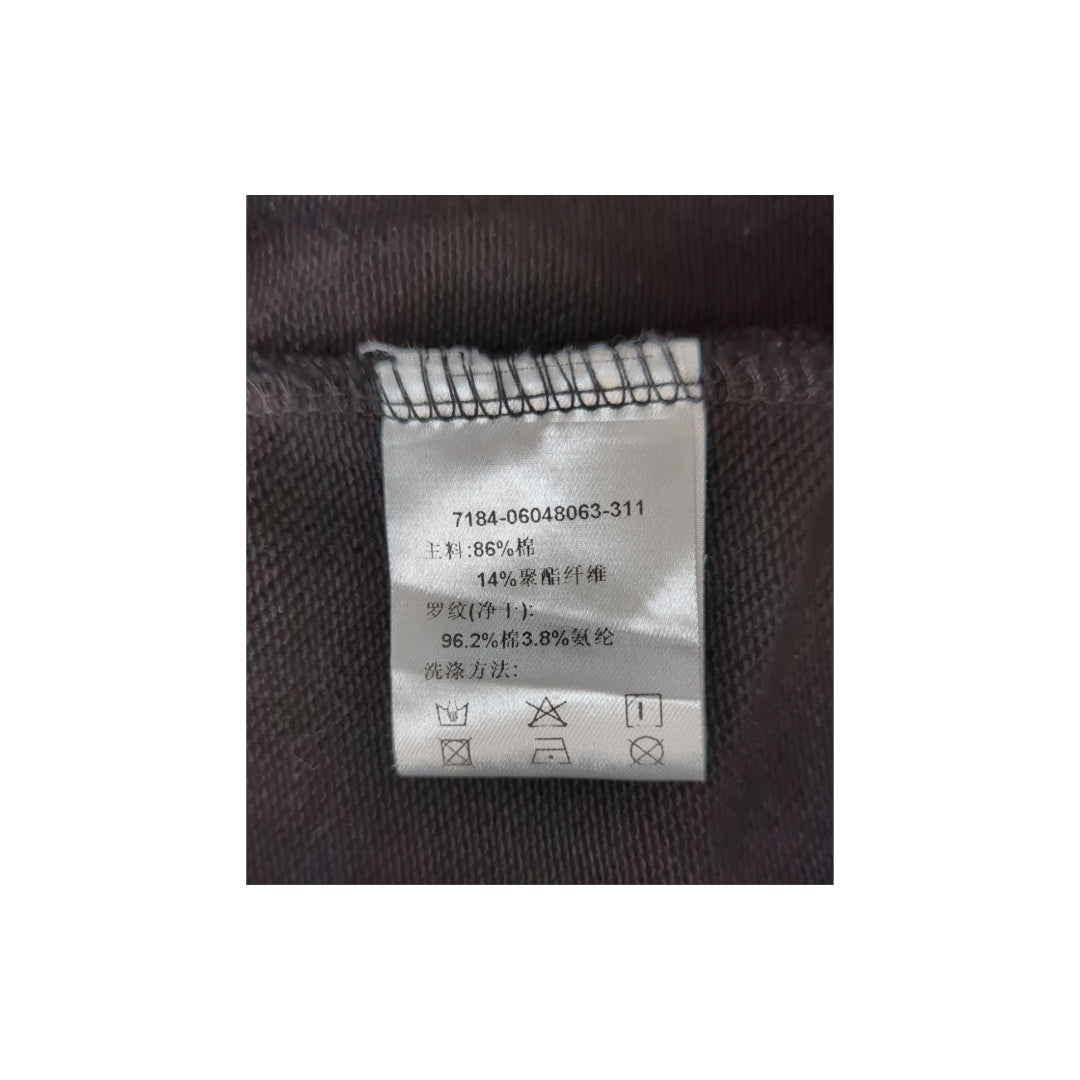 7184-06048063-311
主料:86%棉
14%聚酯纤维
罗纹(净干):
96.2%棉3.8%氨纶
洗涤方法: